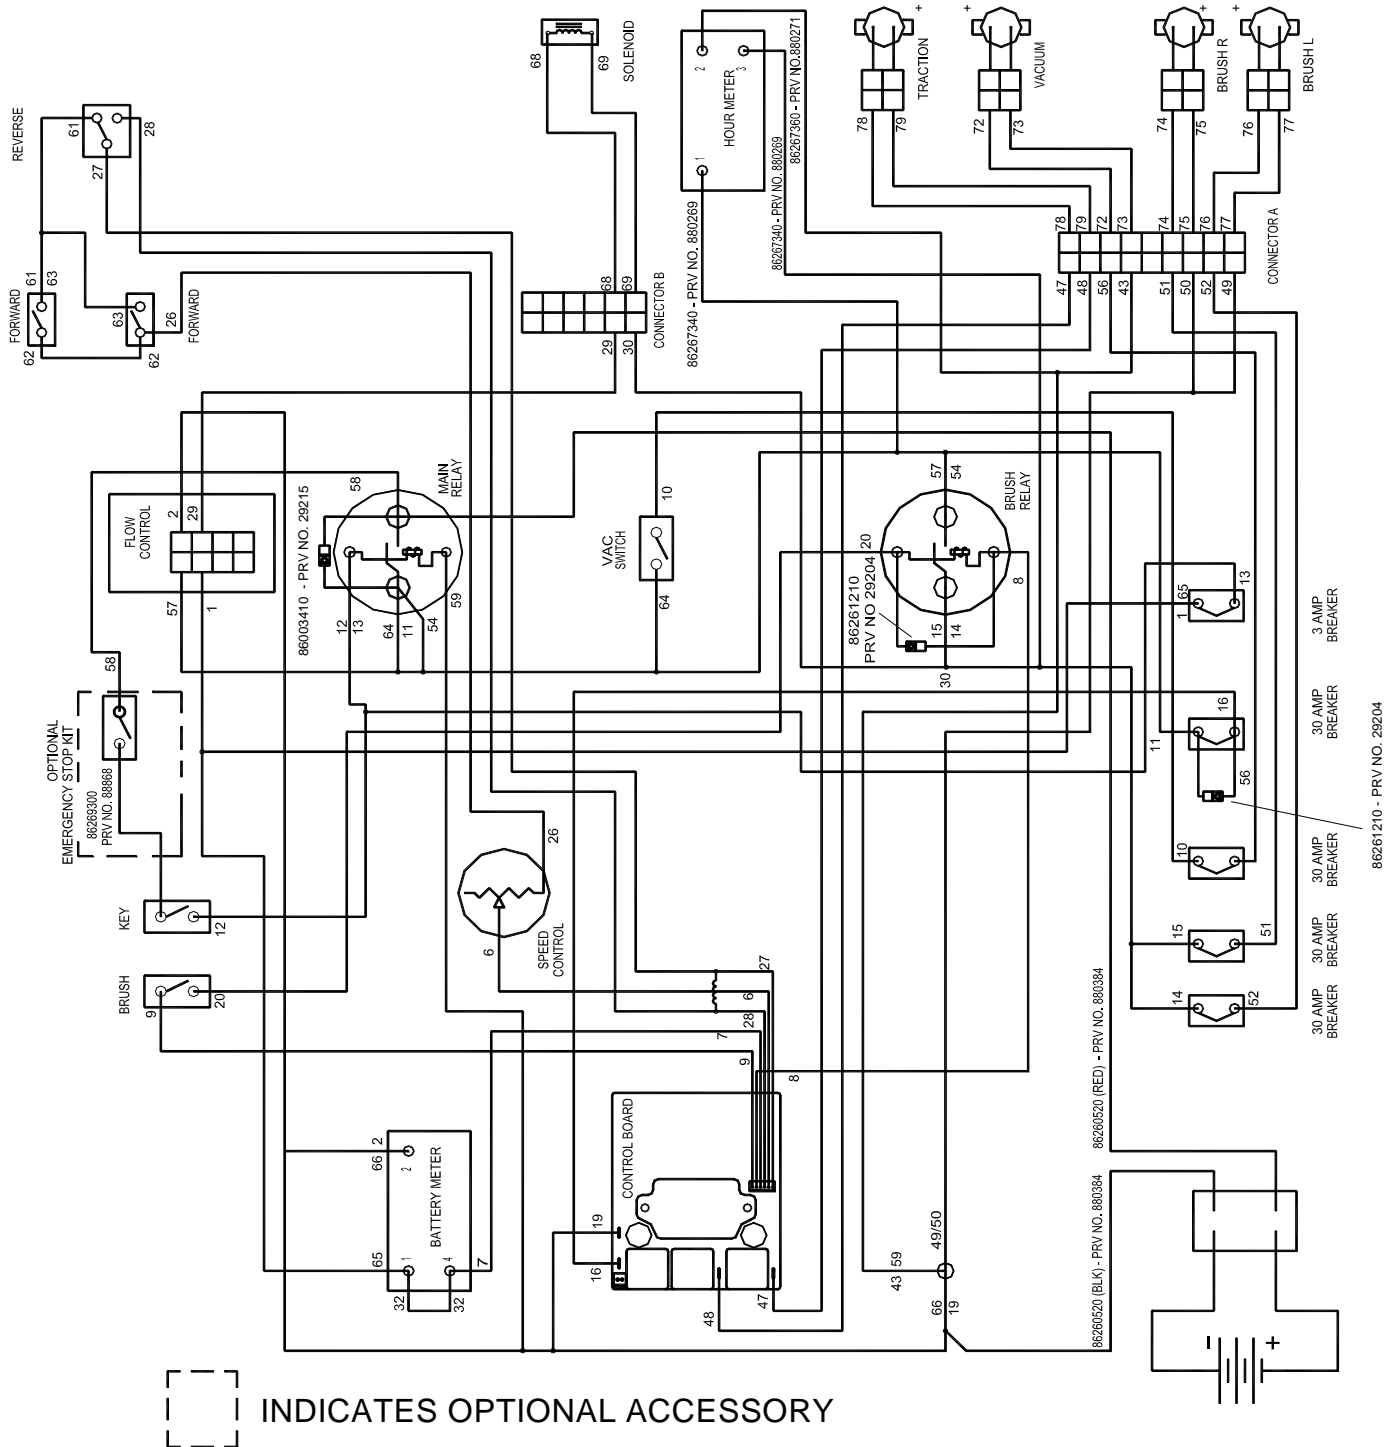 SOLENOID
68
69
HOUR METER
1
2
3
86267340 - PRV NO. 880269
86267340 - PRV NO. 880269
86267360 - PRV NO.880271
+
TRACTION
78
79
+
VACUUM
72
73
+
BRUSH R
74
75
+
BRUSH L
76
77
REVERSE
61
28
27
FORWARD
61
63
62
63
26
62
FORWARD
68
69
CONNECTOR B
29
30
78
79
72
73
74
75
76
77
CONNECTOR A
47
48
56
43
51
50
52
49
FLOW
CONTROL
2
29
57
1
86003410 - PRV NO. 29215
58
MAIN
RELAY
12
13
64
11
54
59
VAC
SWITCH
10
64
57
54
BRUSH
RELAY
20
8
86261210
PRV NO 29204
15
14
30
1
65
13
3 AMP
BREAKER
58
OPTIONAL
EMERGENCY STOP KIT
86269300
PRV NO. 88868
11
16
56
30 AMP
BREAKER
86261210 - PRV NO. 29204
10
30 AMP
BREAKER
15
51
30 AMP
BREAKER
14
52
30 AMP
BREAKER
KEY
12
BRUSH
9
20
26
SPEED
CONTROL
6
27
6
28
7
9
8
BATTERY METER
66
2
2
65
1
4
7
32
32
CONTROL BOARD
19
16
48
47
49/50
43
59
66
19
86260520 (RED) - PRV NO. 880384
86260520 (BLK) - PRV NO. 880384
-
+
INDICATES OPTIONAL ACCESSORY